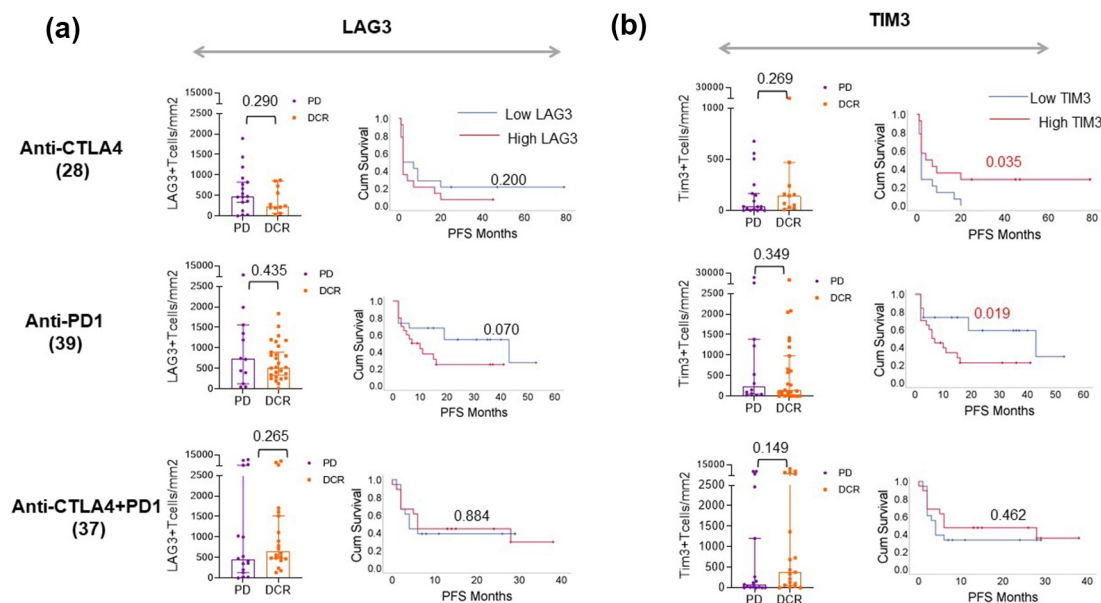 (a)
LAG3
(b)
TIM3
Anti-CTLA4
(28)
LAG3+Tcells/mm2
15000
2500
2000
1500
1000
500
0
0.290
PD
DCR
PD
DCR
Cum Survival
1.0
0.8
0.6
0.4
0.2
0.0
Low LAG3
High LAG3
0.200
0 20 40 60 80
PFS Months
Tim3+Tcells/mm2
30000
1000
500
0
0.269
PD
DCR
PD
DCR
Cum Survival
1.0
0.8
0.6
0.4
0.2
0.0
Low TIM3
High TIM3
0.035
0 20 40 60 80
PFS Months
Anti-PD1
(39)
LAG3+Tcells/mm2
15000
2500
2000
1500
1000
500
0
0.435
PD
DCR
PD
DCR
Cum Survival
1.0
0.8
0.6
0.4
0.2
0.0
0.070
0 10 20 30 40 50 60
PFS Months
Tim3+Tcells/mm2
30000
2500
2000
1500
1000
500
0
0.349
PD
DCR
PD
DCR
Cum Survival
1.0
0.8
0.6
0.4
0.2
0.0
0.019
0 10 20 30 40 50 60
PFS Months
Anti-CTLA4+PD1
(37)
LAG3+Tcells/mm2
15000
2500
2000
1500
1000
500
0
0.265
PD
DCR
PD
DCR
Cum Survival
1.0
0.8
0.6
0.4
0.2
0.0
0.884
0 10 20 30 40
PFS Months
Tim3+Tcells/mm2
15000
2500
2000
1500
1000
500
0
0.149
PD
DCR
PD
DCR
Cum Survival
1.0
0.8
0.6
0.4
0.2
0.0
0.462
0 10 20 30 40
PFS Months